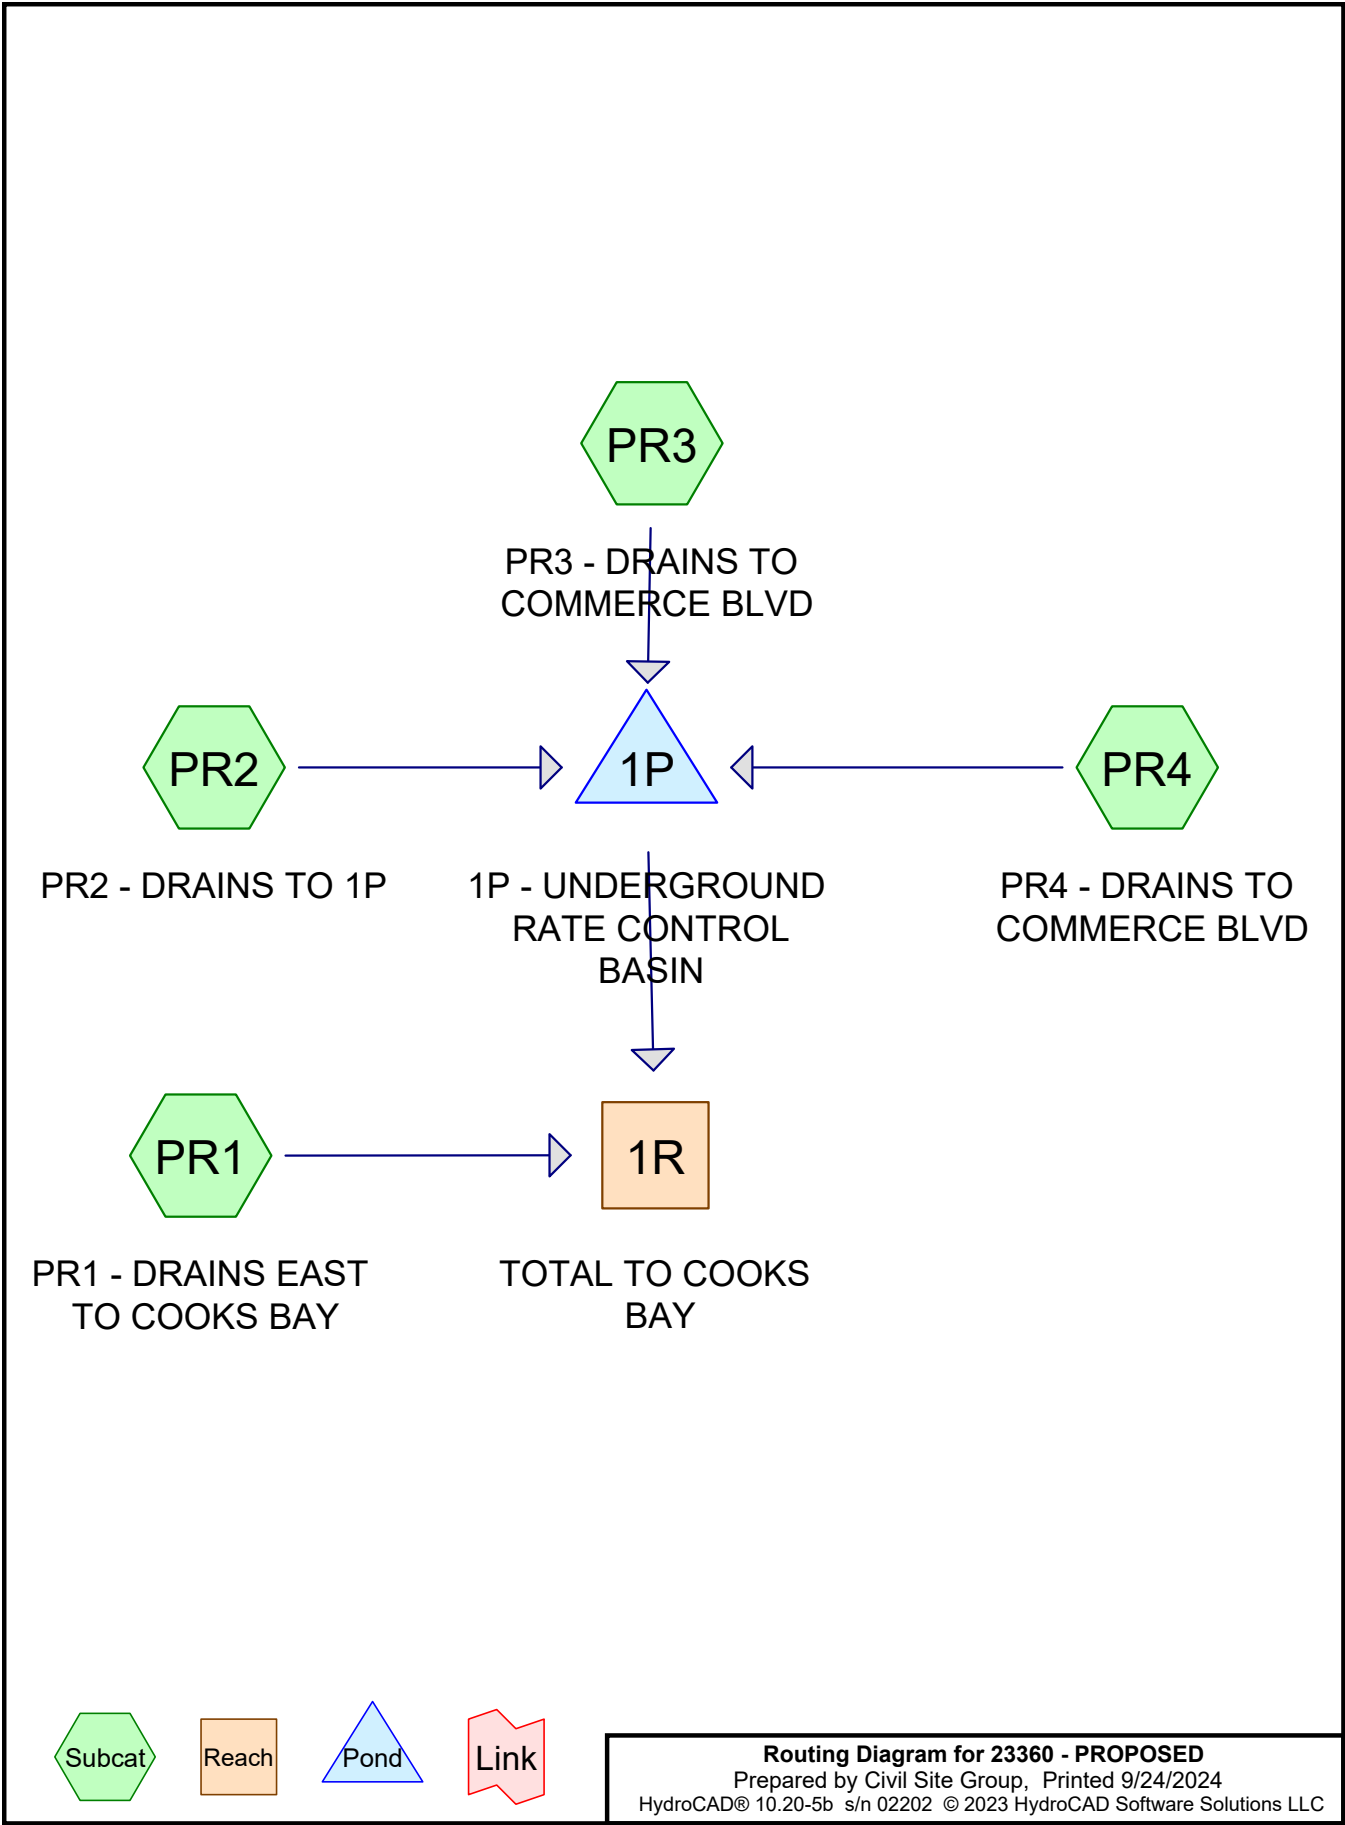 PR3
PR3 - DRAINS TO
COMMERCE BLVD
PR2
1P
PR4
PR2 - DRAINS TO 1P
1P - UNDERGROUND
RATE CONTROL
BASIN
PR4 - DRAINS TO
COMMERCE BLVD
PR1
1R
PR1 - DRAINS EAST
TO COOKS BAY
TOTAL TO COOKS
BAY
Subcat
Reach
Pond
Link
Routing Diagram for 23360 - PROPOSED
Prepared by Civil Site Group, Printed 9/24/2024
HydroCAD® 10.20-5b s/n 02202 © 2023 HydroCAD Software Solutions LLC